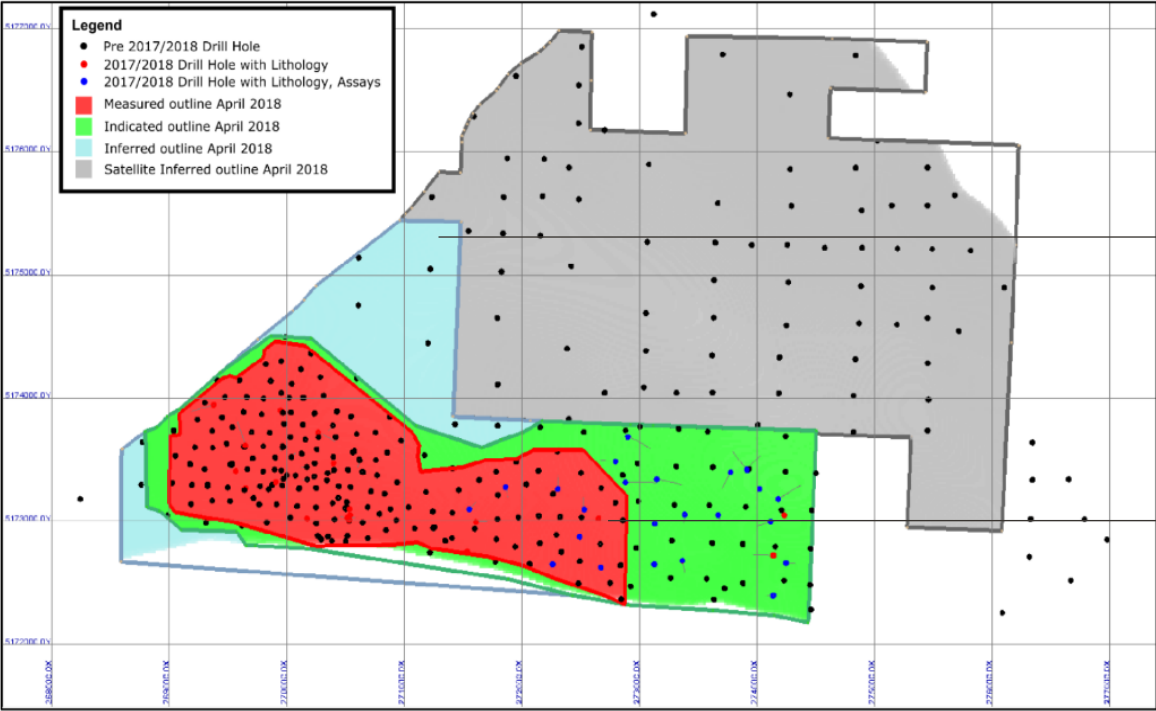 Legend
Pre 2017/2018 Drill Hole
2017/2018 Drill Hole with Lithology
2017/2018 Drill Hole with Lithology, Assays
Measured outline April 2018
Indicated outline April 2018
Inferred outline April 2018
Satellite Inferred outline April 2018
5177000.0Y
5176000.0Y
5175000.0Y
5174000.0Y
5173000.0Y
5172000.0Y
268000.0X
269000.0X
270000.0X
271000.0X
272000.0X
273000.0X
274000.0X
275000.0X
276000.0X
277000.0X